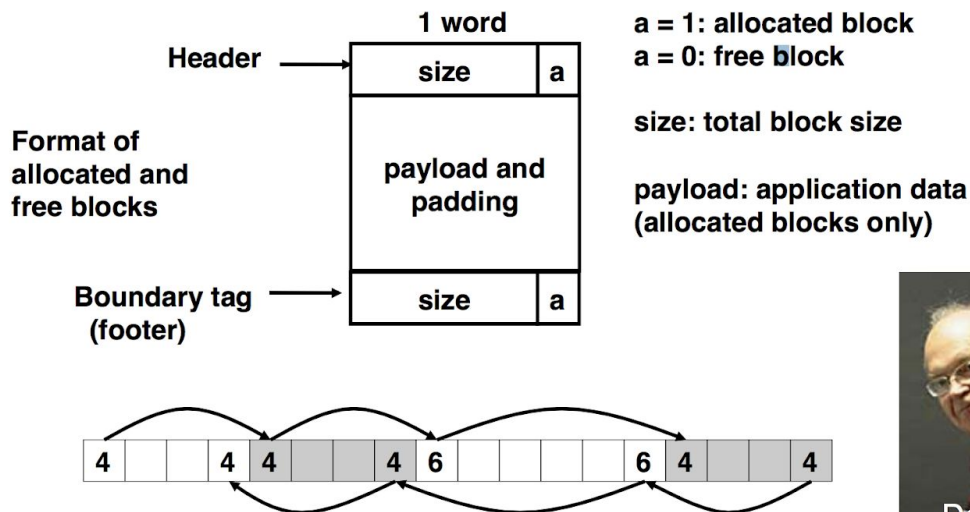 1 word
Header
size a
Format of
allocated and
free blocks
payload and
padding
Boundary tag
(footer)
size a
a = 1: allocated block
a = 0: free block
size: total block size
payload: application data
(allocated blocks only)
4 4 4 4 6 6 4 4